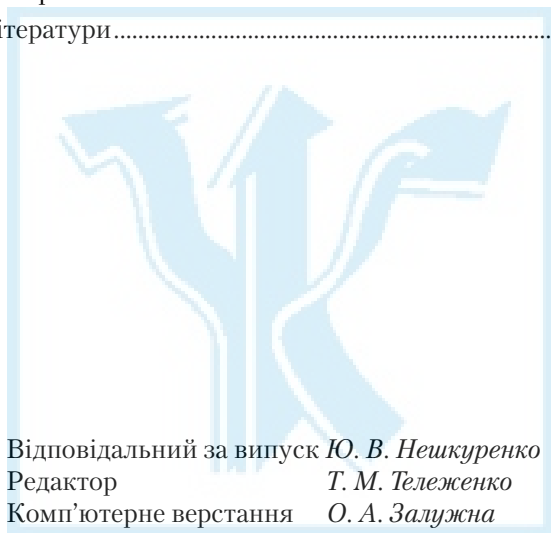 ітератури
Відповідальний за випуск Ю. В. Нешкуренко
Редактор Т. М. Тележенко
Комп’ютерне верстання О. А. Залужна